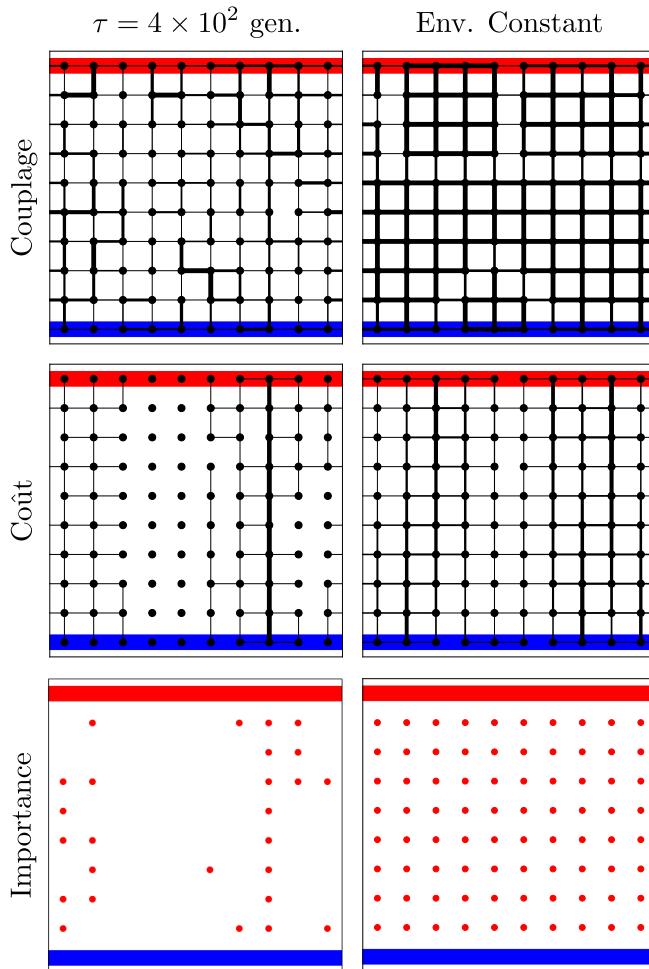 τ = 4 × 10² gen.
Env. Constant
Couplage
Coût
Importance